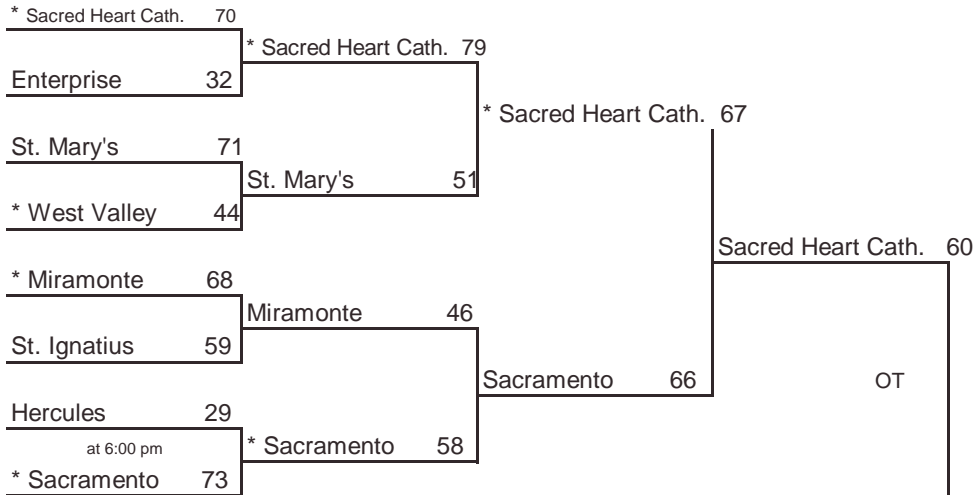 * Sacred Heart Cath. 70
* Sacred Heart Cath. 79
Enterprise 32
* Sacred Heart Cath. 67
St. Mary's 71
St. Mary's 51
* West Valley 44
Sacred Heart Cath. 60
* Miramonte 68
Miramonte 46
St. Ignatius 59
Sacramento 66
OT
Hercules 29
at 6:00 pm
* Sacramento 58
* Sacramento 73